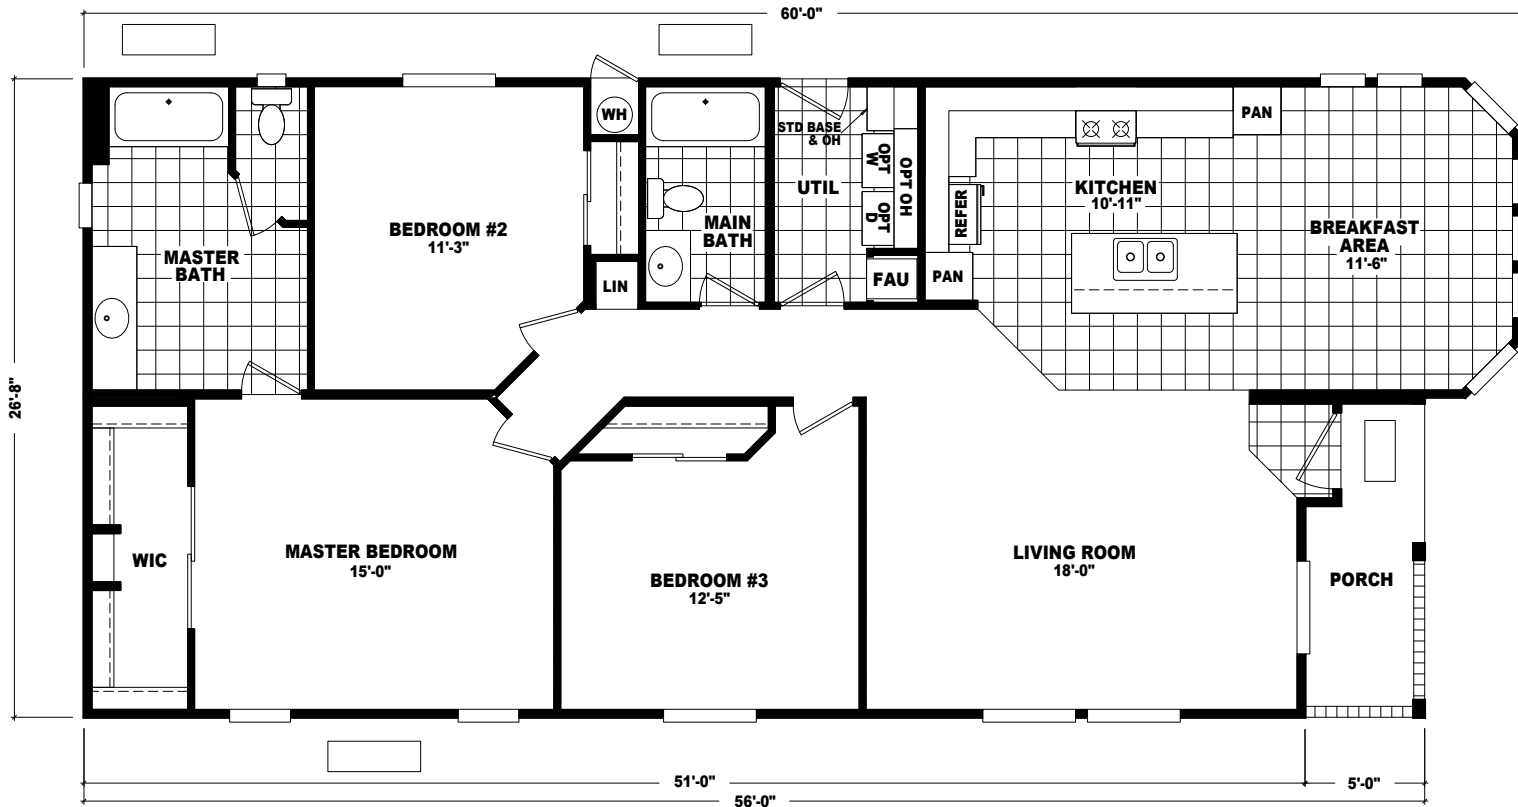 60'-0"
WH
STD BASE
& OH
PAN
OPT
W
OPT OH
UTIL
KITCHEN
10'-11"
REFER
OPT
D
BEDROOM #2
11'-3"
MAIN
BATH
BREAKFAST
AREA
11'-6"
MASTER
BATH
LIN
FAU
PAN
26'-8"
WIC
MASTER BEDROOM
15'-0"
BEDROOM #3
12'-5"
LIVING ROOM
18'-0"
PORCH
51'-0"
5'-0"
56'-0"